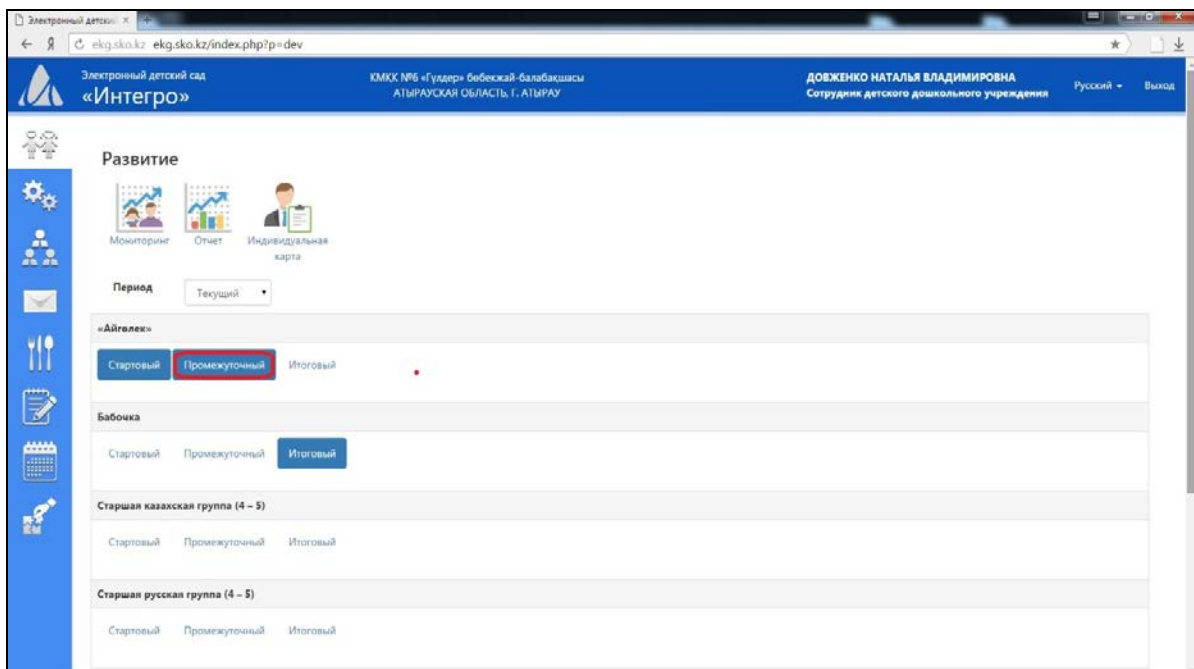 Электронный детский
ekg.sko.kz ekg.sko.kz/index.php?p=dev
Электронный детский сад
«Интегро»
КМКҚ №6 «Гүлдер» бөбекжай-балабақшасы
АТЫРАУСКАЯ ОБЛАСТЬ, Г. АТЫРАУ
ДОВЖЕНКО НАТАЛЬЯ ВЛАДИМИРОВНА
Сотрудник детского дошкольного учреждения
Русский
Выход
Развитие
Мониторинг Отчет Индивидуальная карта
Период Текущий
«Айгөлек»
Стартовый Промежуточный Итоговый
Бабочка
Стартовый Промежуточный Итоговый
Старшая казахская группа (4 – 5)
Стартовый Промежуточный Итоговый
Старшая русская группа (4 – 5)
Стартовый Промежуточный Итоговый